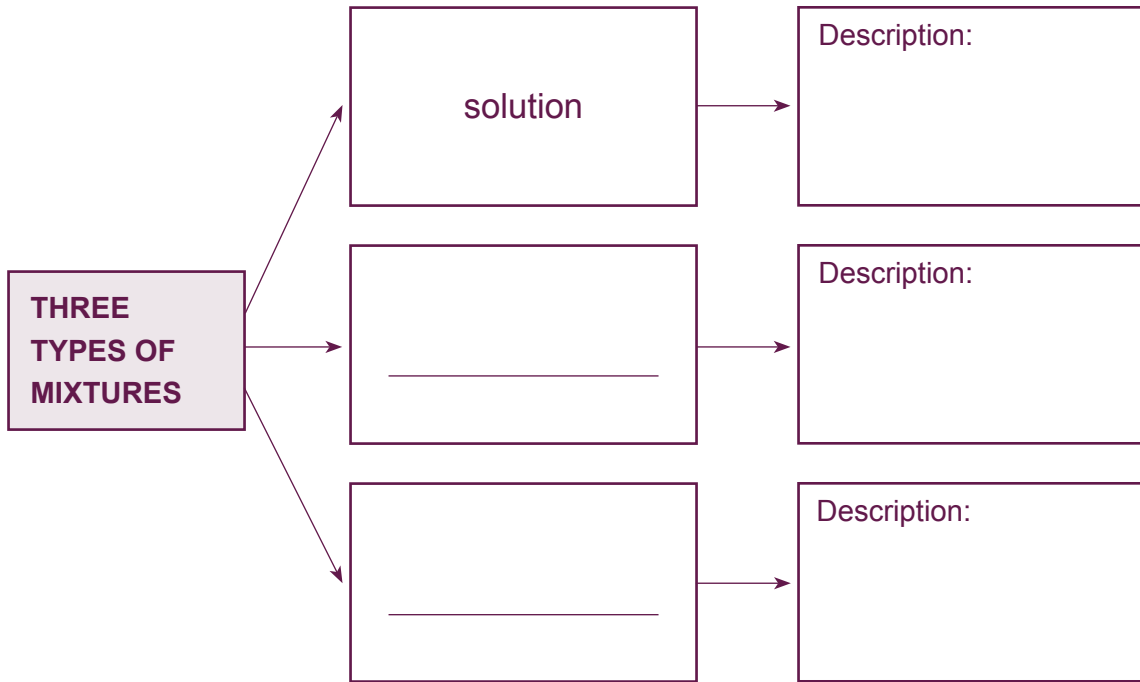 THREE
TYPES OF
MIXTURES
solution
Description:
Description:
Description: